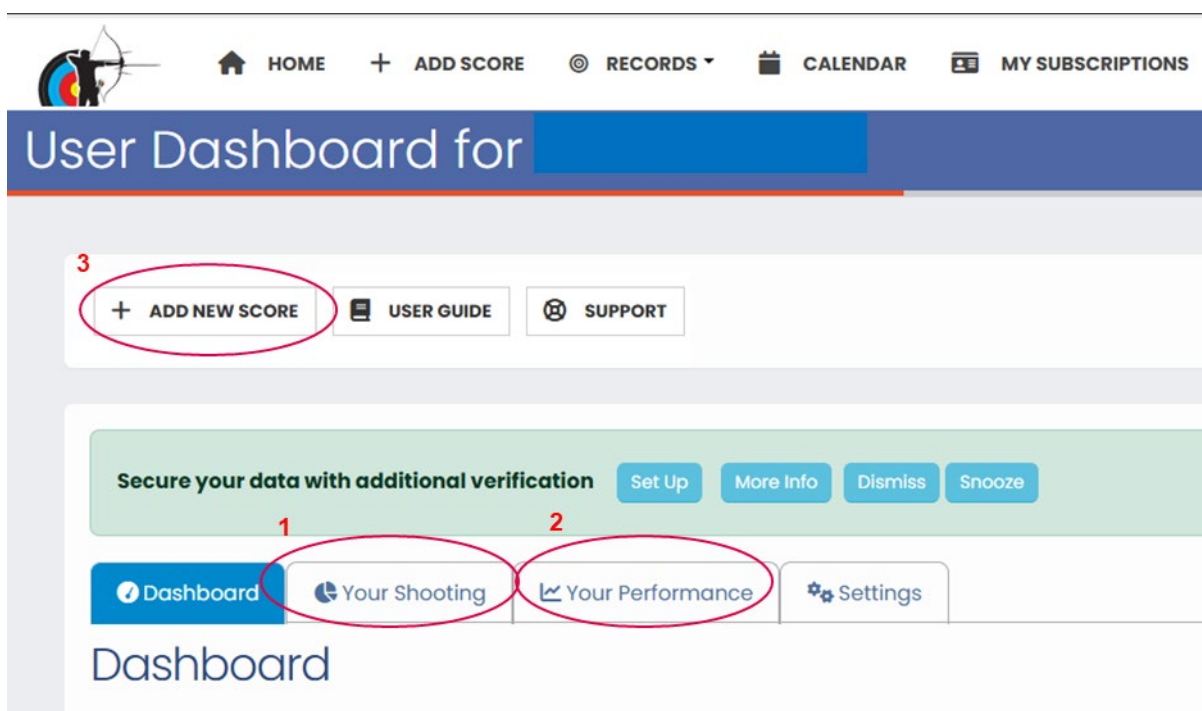 HOME ADD SCORE RECORDS CALENDAR MY SUBSCRIPTIONS
User Dashboard for
3
ADD NEW SCORE USER GUIDE SUPPORT
Secure your data with additional verification Set Up More Info Dismiss Snooze
1 2
Dashboard Your Shooting Your Performance Settings
Dashboard